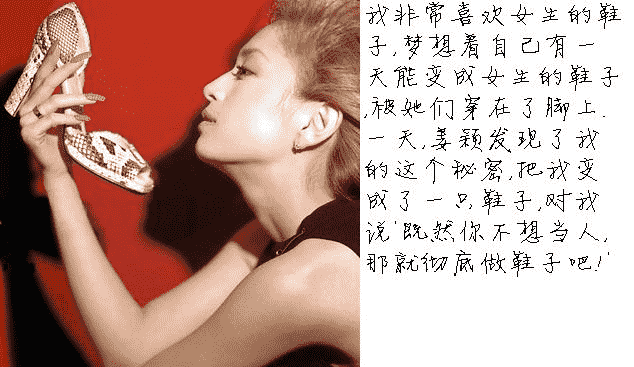 我非常喜欢女生的鞋
子,梦想着自己有一
天能变成女生的鞋子
,被她们穿在了脚上.
一天,姜颖发现了我
的这个秘密,把我变
成了一只鞋子,对我
说'既然你不想当人,
那就彻底做鞋子吧!'